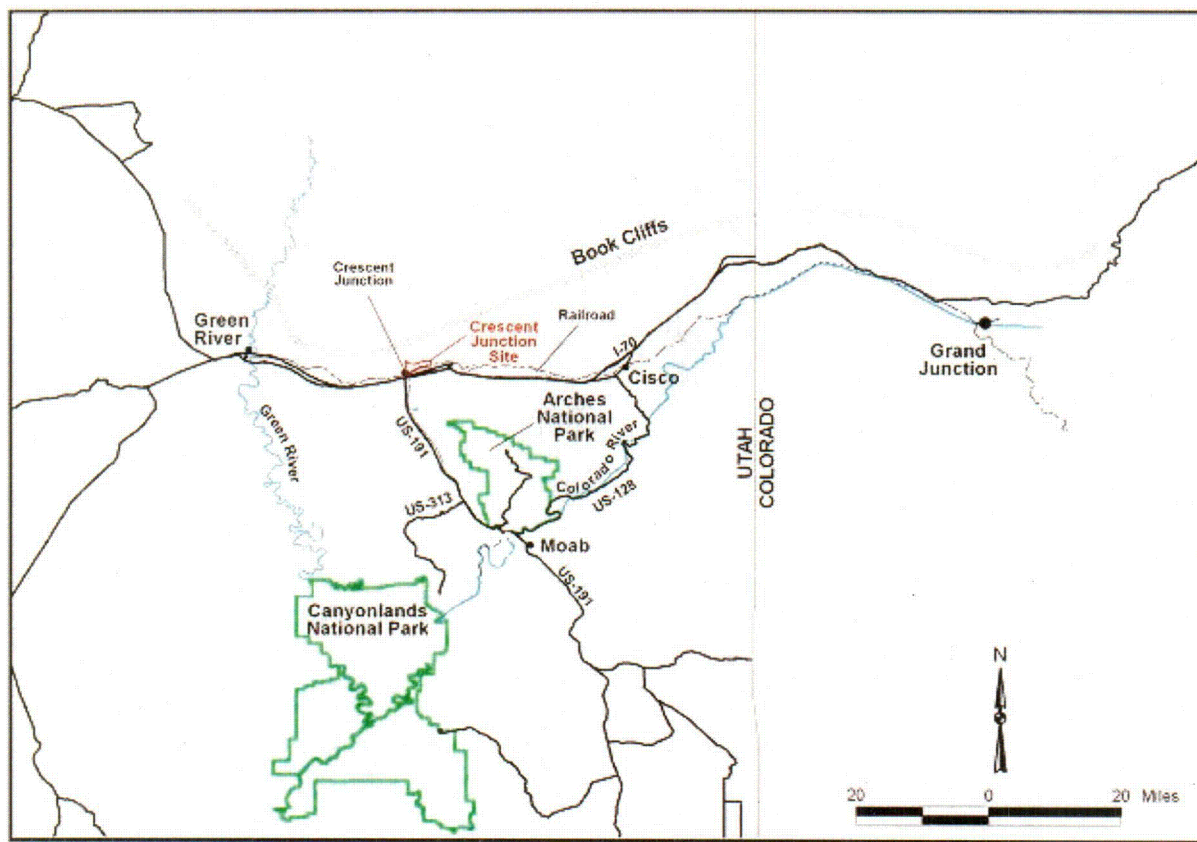 Book Cliffs
Crescent
Junction
Green
River
Crescent
Junction
Site
Railroad
I-70
Cisco
Grand
Junction
Arches
National
Park
US-191
Green River
Colorado River
US-128
UTAH
COLORADO
US-313
Moab
US-191
Canyonlands
National Park
N
20 0 20 Miles